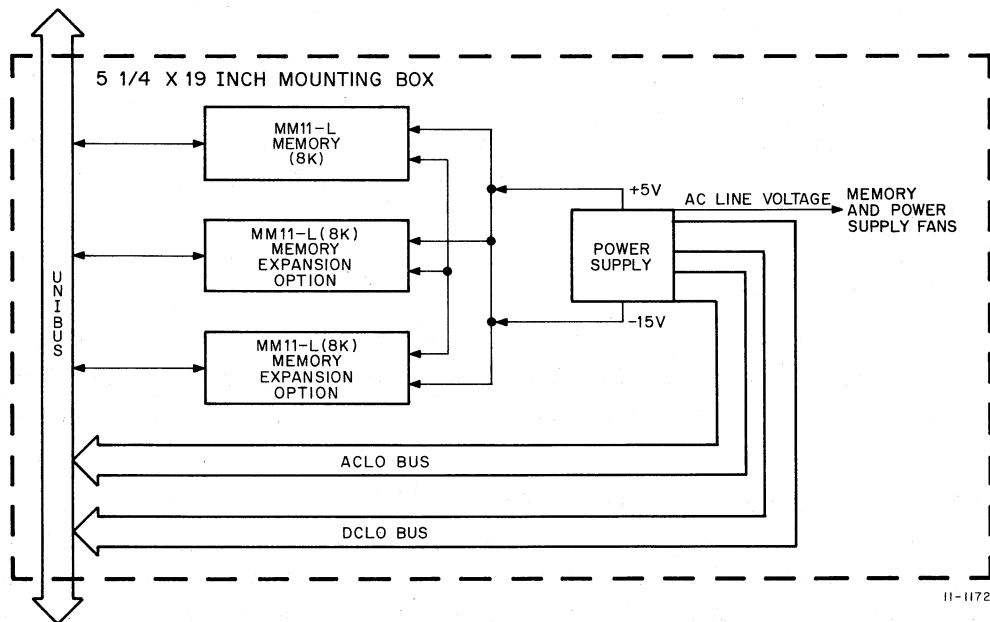 5 1/4 X 19 INCH MOUNTING BOX
MM11-L
MEMORY
(8K)
+5V
AC LINE VOLTAGE
MEMORY
AND POWER
SUPPLY FANS
MM11-L(8K)
MEMORY
EXPANSION
OPTION
POWER
SUPPLY
UNIBUS
-15V
MM11-L(8K)
MEMORY
EXPANSION
OPTION
ACLO BUS
DCLO BUS
11-1172